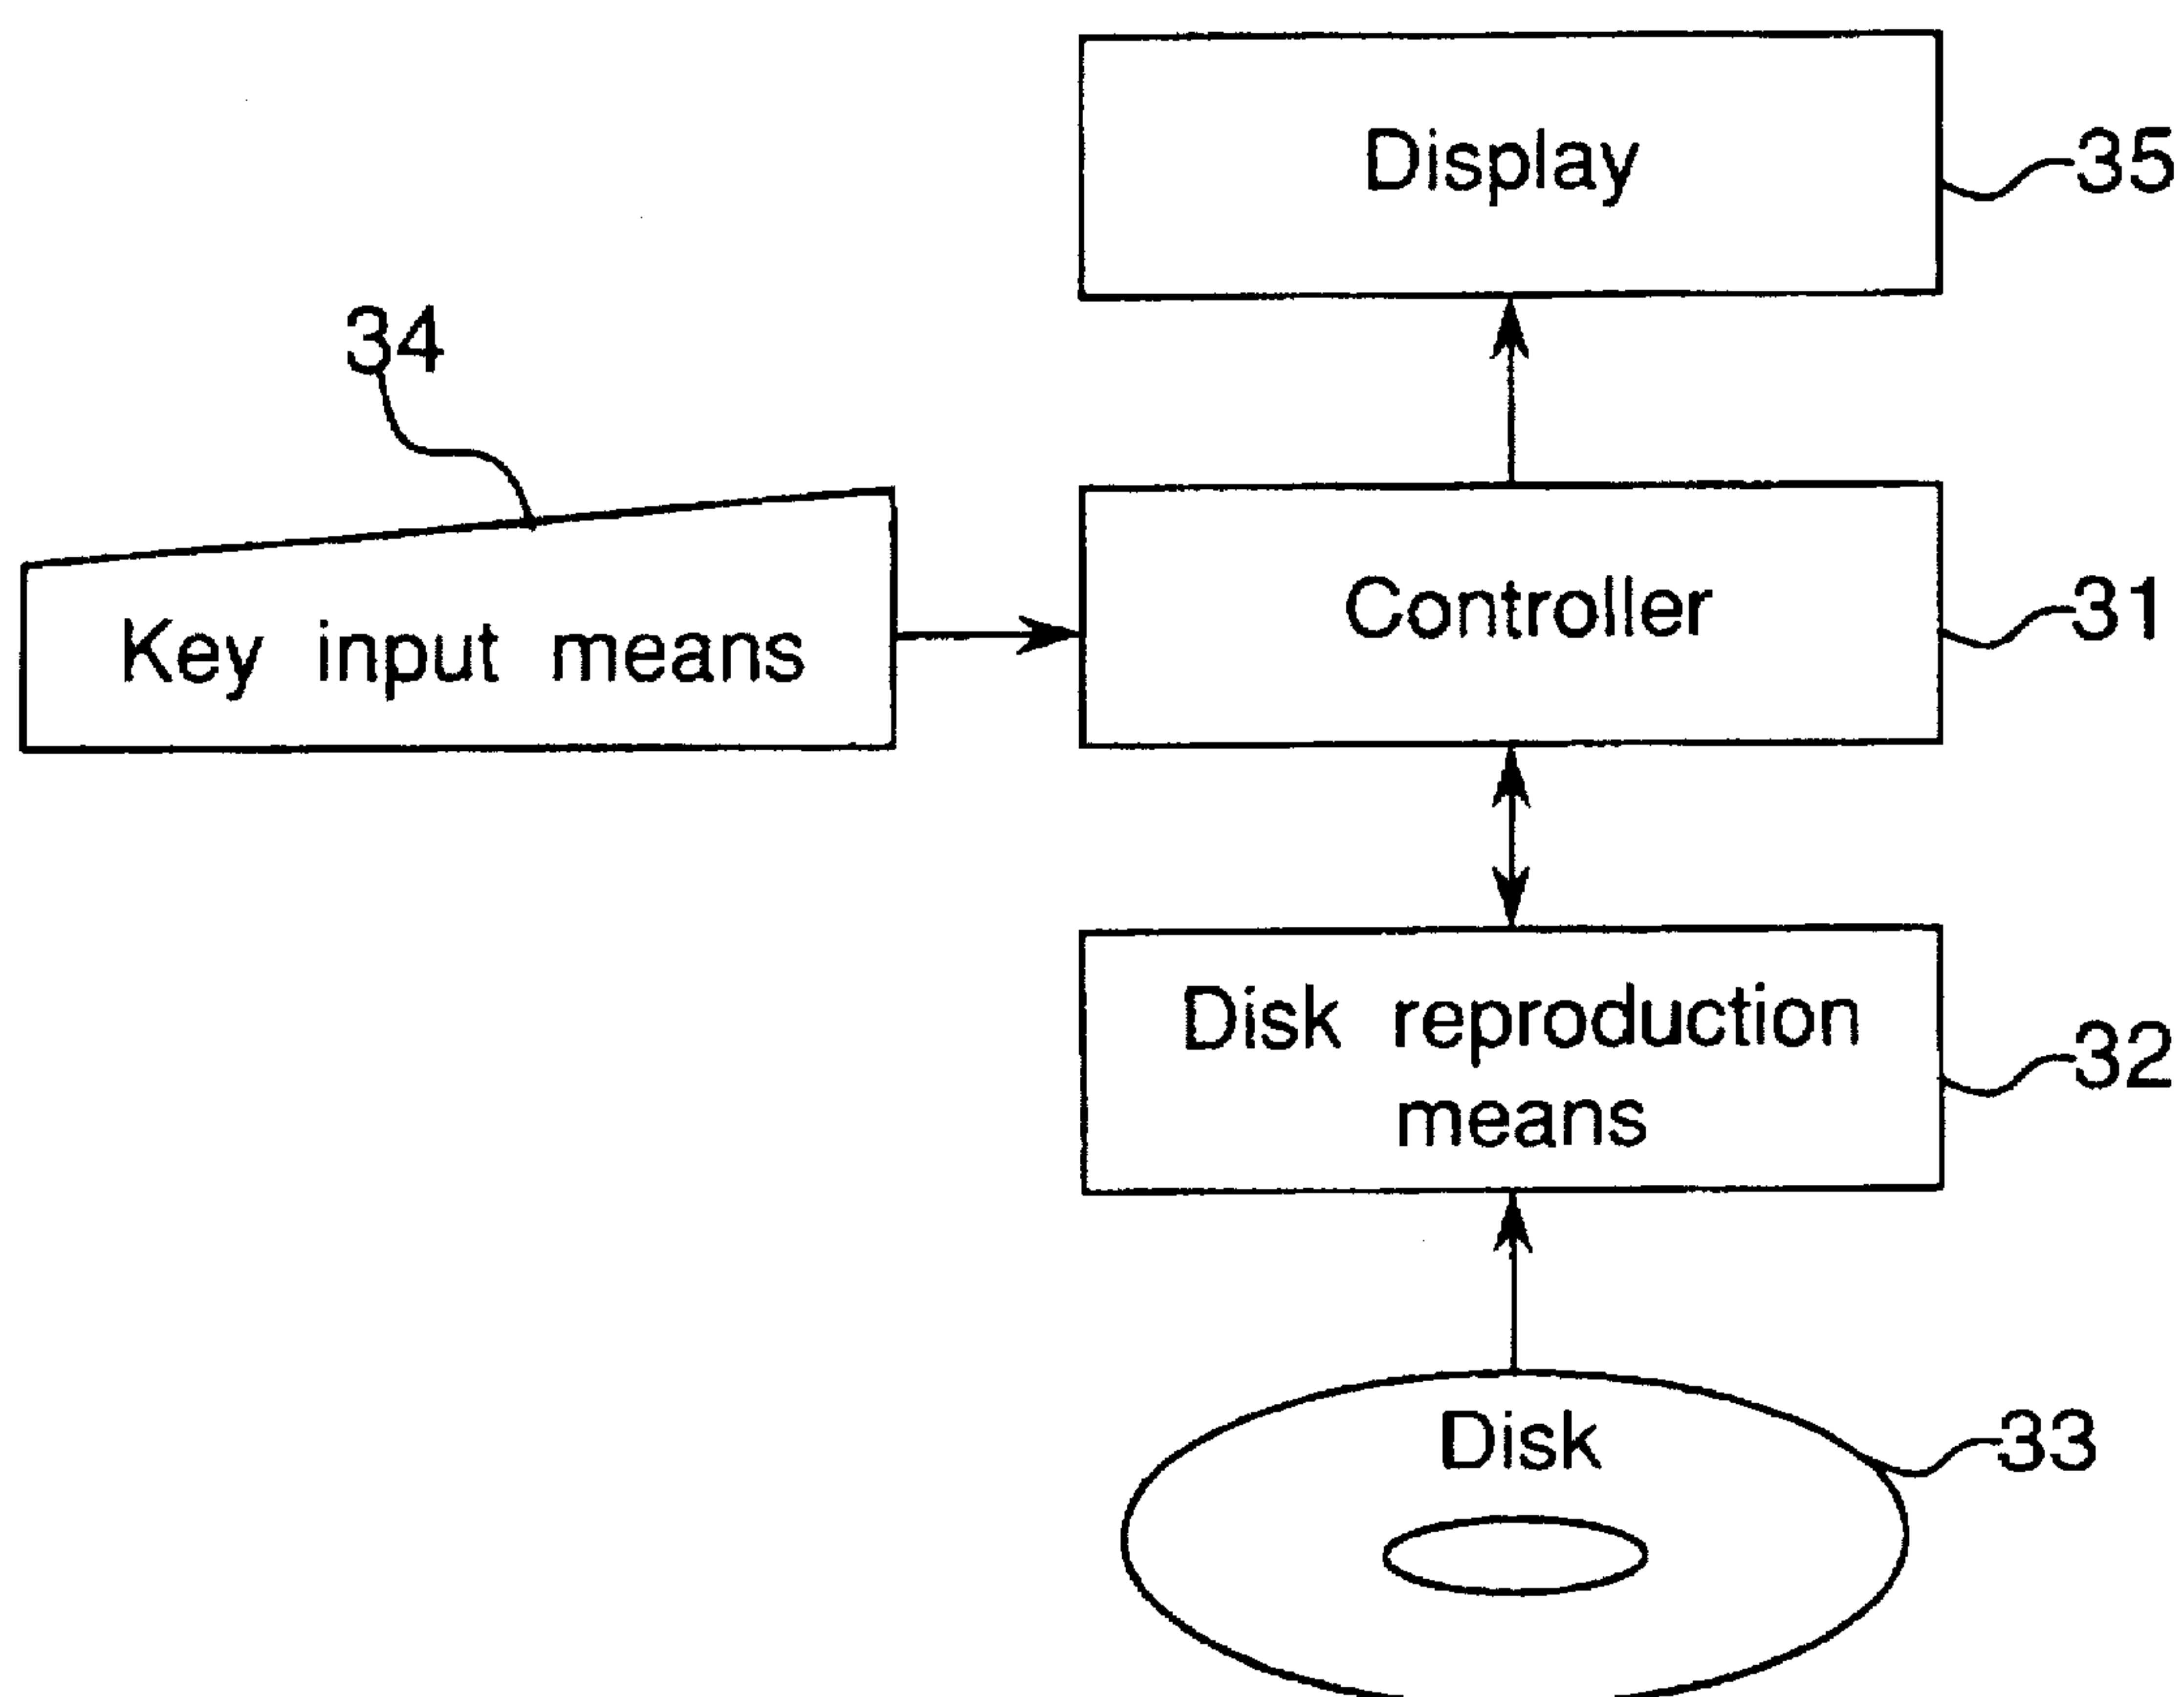 Display
35
34
Key input means
Controller
31
Disk reproduction
means
32
Disk
33